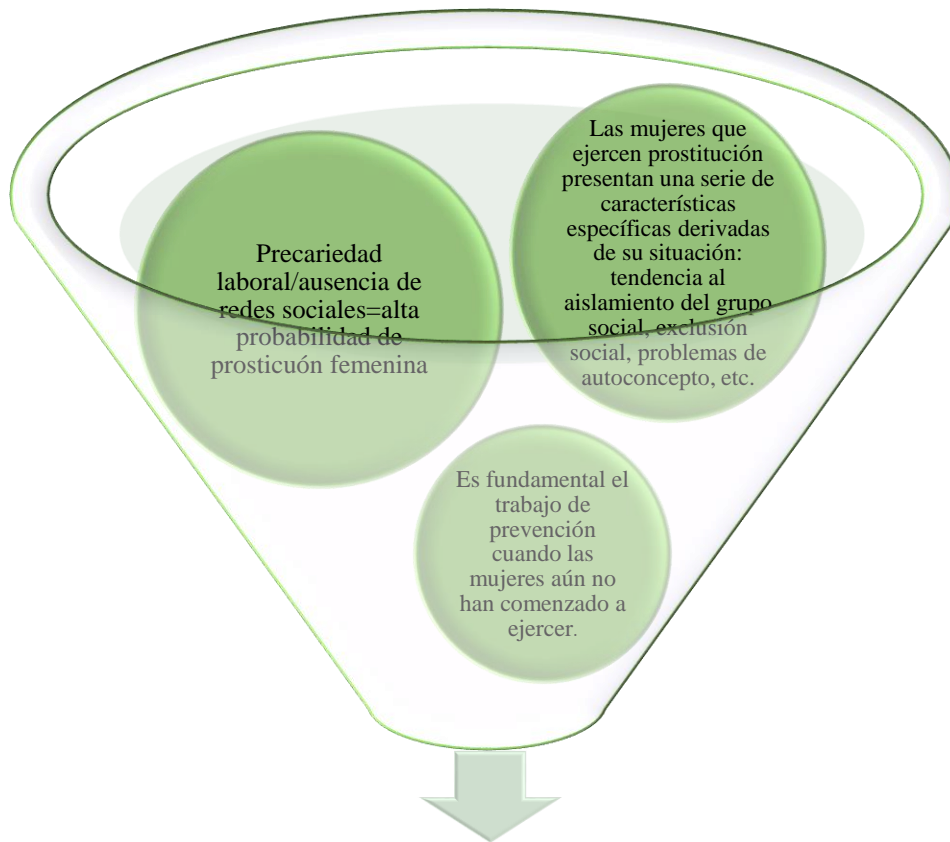 Precariedad
laboral/ausencia de
redes sociales=alta
probabilidad de
prosticuón femenina
Las mujeres que
ejercen prostitución
presentan una serie de
características
específicas derivadas
de su situación:
tendencia al
aislamiento del grupo
social, exclusión
social, problemas de
autoconcepto, etc.
Es fundamental el
trabajo de
prevención
cuando las
mujeres aún no
han comenzado a
ejercer.